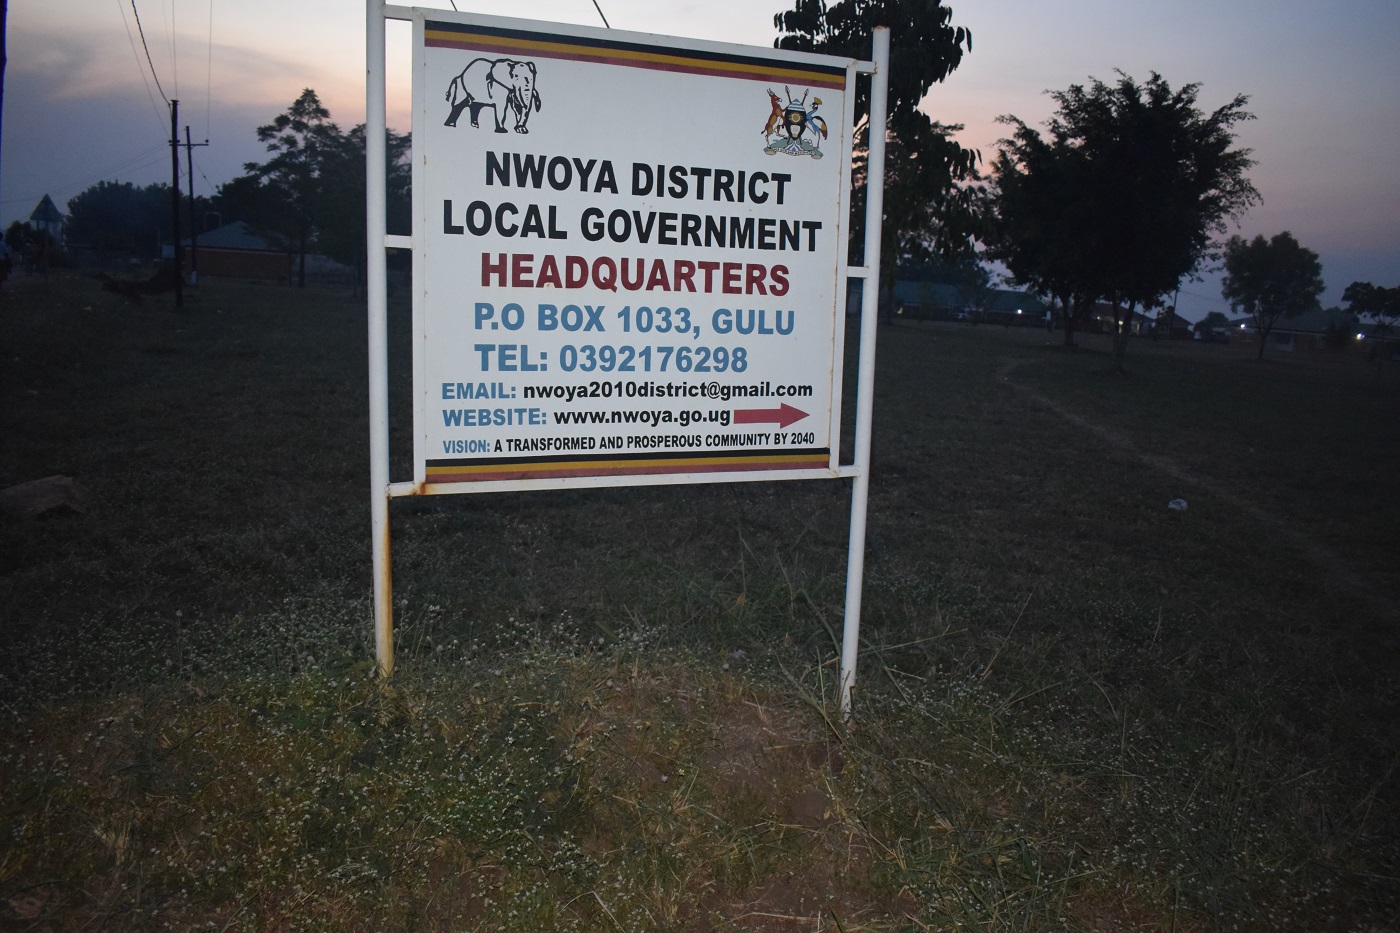 NWOYA DISTRICT
LOCAL GOVERNMENT
HEADQUARTERS
P.O BOX 1033, GULU
TEL: 0392176298
EMAIL: nwoya2010district@gmail.com
WEBSITE: www.nwoya.go.ug
VISION: A TRANSFORMED AND PROSPEROUS COMMUNITY BY 2040